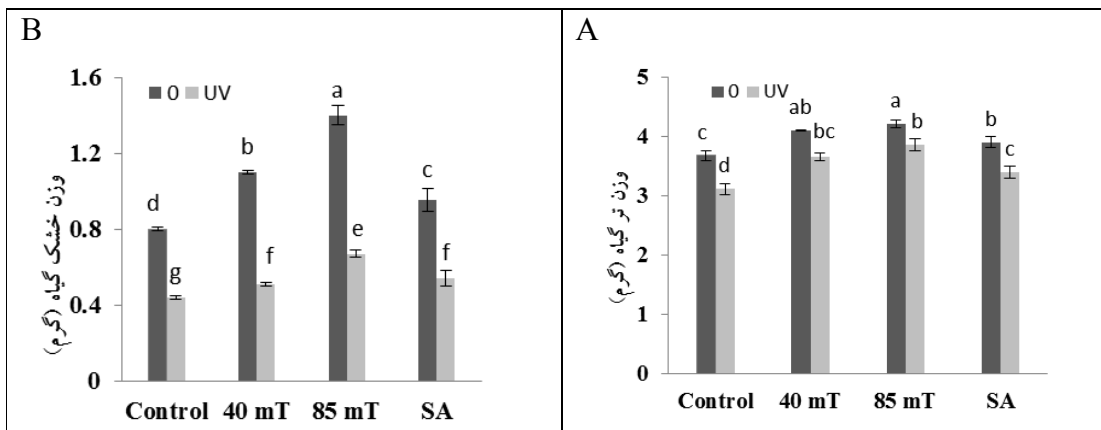 B
1.6
1.2
0.8
0.4
0
0 UV
d
g
b
f
a
e
c
f
Control 40 mT 85 mT SA
وزن خشک گیاه (گرم)
A
5
4
3
2
1
0
0 UV
c
d
ab
bc
a
b
b
c
Control 40 mT 85 mT SA
وزن تر گیاه (گرم)